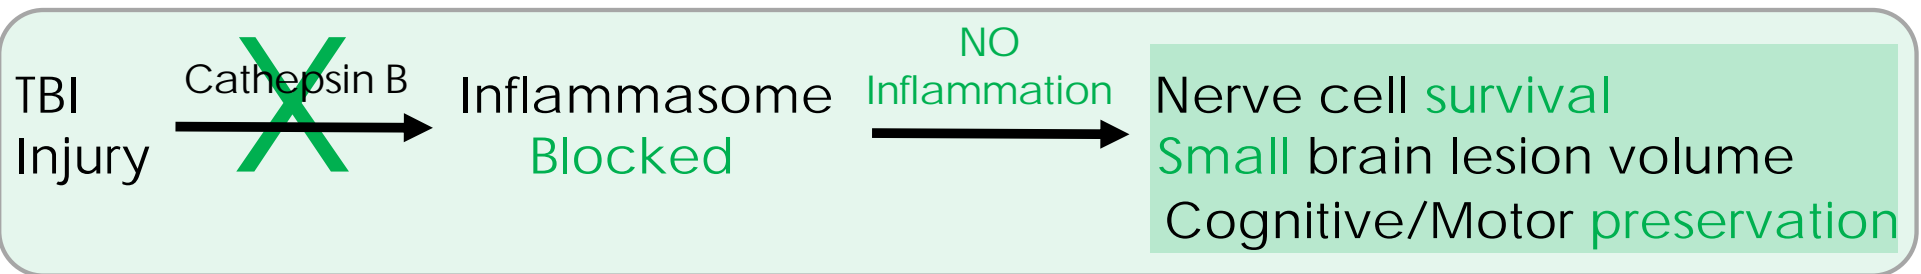 TBI
Injury
Cathepsin B
X
Inflammasome
Blocked
NO
Inflammation
Nerve cell survival
Small brain lesion volume
Cognitive/Motor preservation